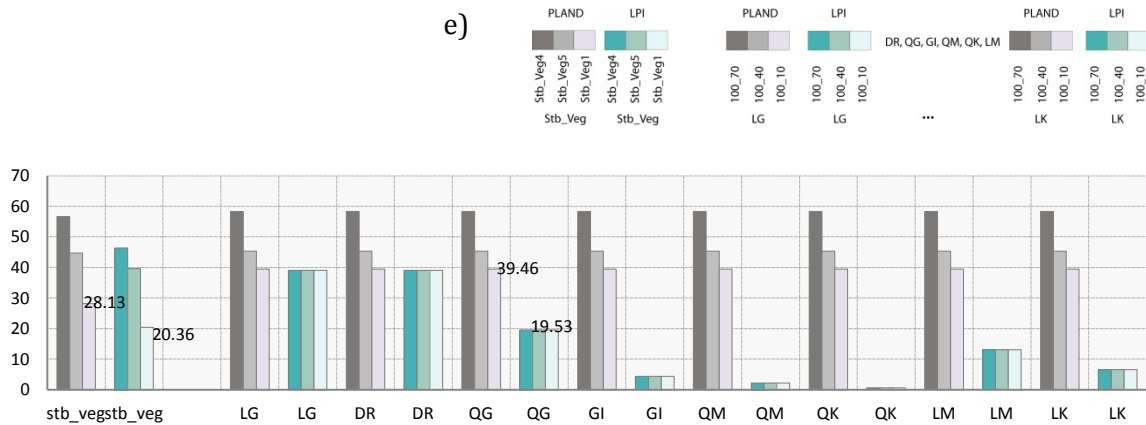 e)
PLAND LPI PLAND LPI PLAND LPI
DR, QG, GI, QM, QK, LM
Stb_Veg4 Stb_Veg5 Stb_Veg1 Stb_Veg4 Stb_Veg5 Stb_Veg1 100_70 100_40 100_10 100_70 100_40 100_10 100_70 100_40 100_10 100_70 100_40 100_10
Stb_Veg Stb_Veg LG LG ... LK LK
70
60
50
40
30
20
10
0
39.46
28.13
20.36
19.53
stb_veg stb_veg LG LG DR DR QG QG GI GI QM QM QK QK LM LM LK LK